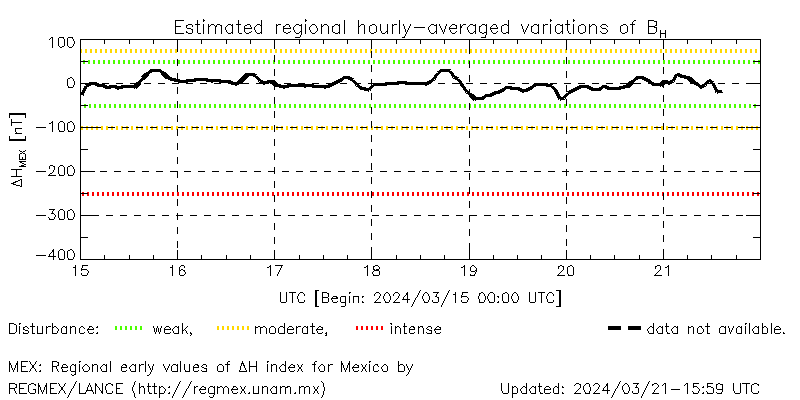 Estimated regional hourly-averaged variations of BH
100
0
-100
-200
-300
-400
ΔHMEX [nT]
15 16 17 18 19 20 21
UTC [Begin: 2024/03/15 00:00 UTC]
Disturbance: weak, moderate, intense data not available.
MEX: Regional early values of ΔH index for Mexico by
REGMEX/LANCE (http://regmex.unam.mx) Updated: 2024/03/21-15:59 UTC